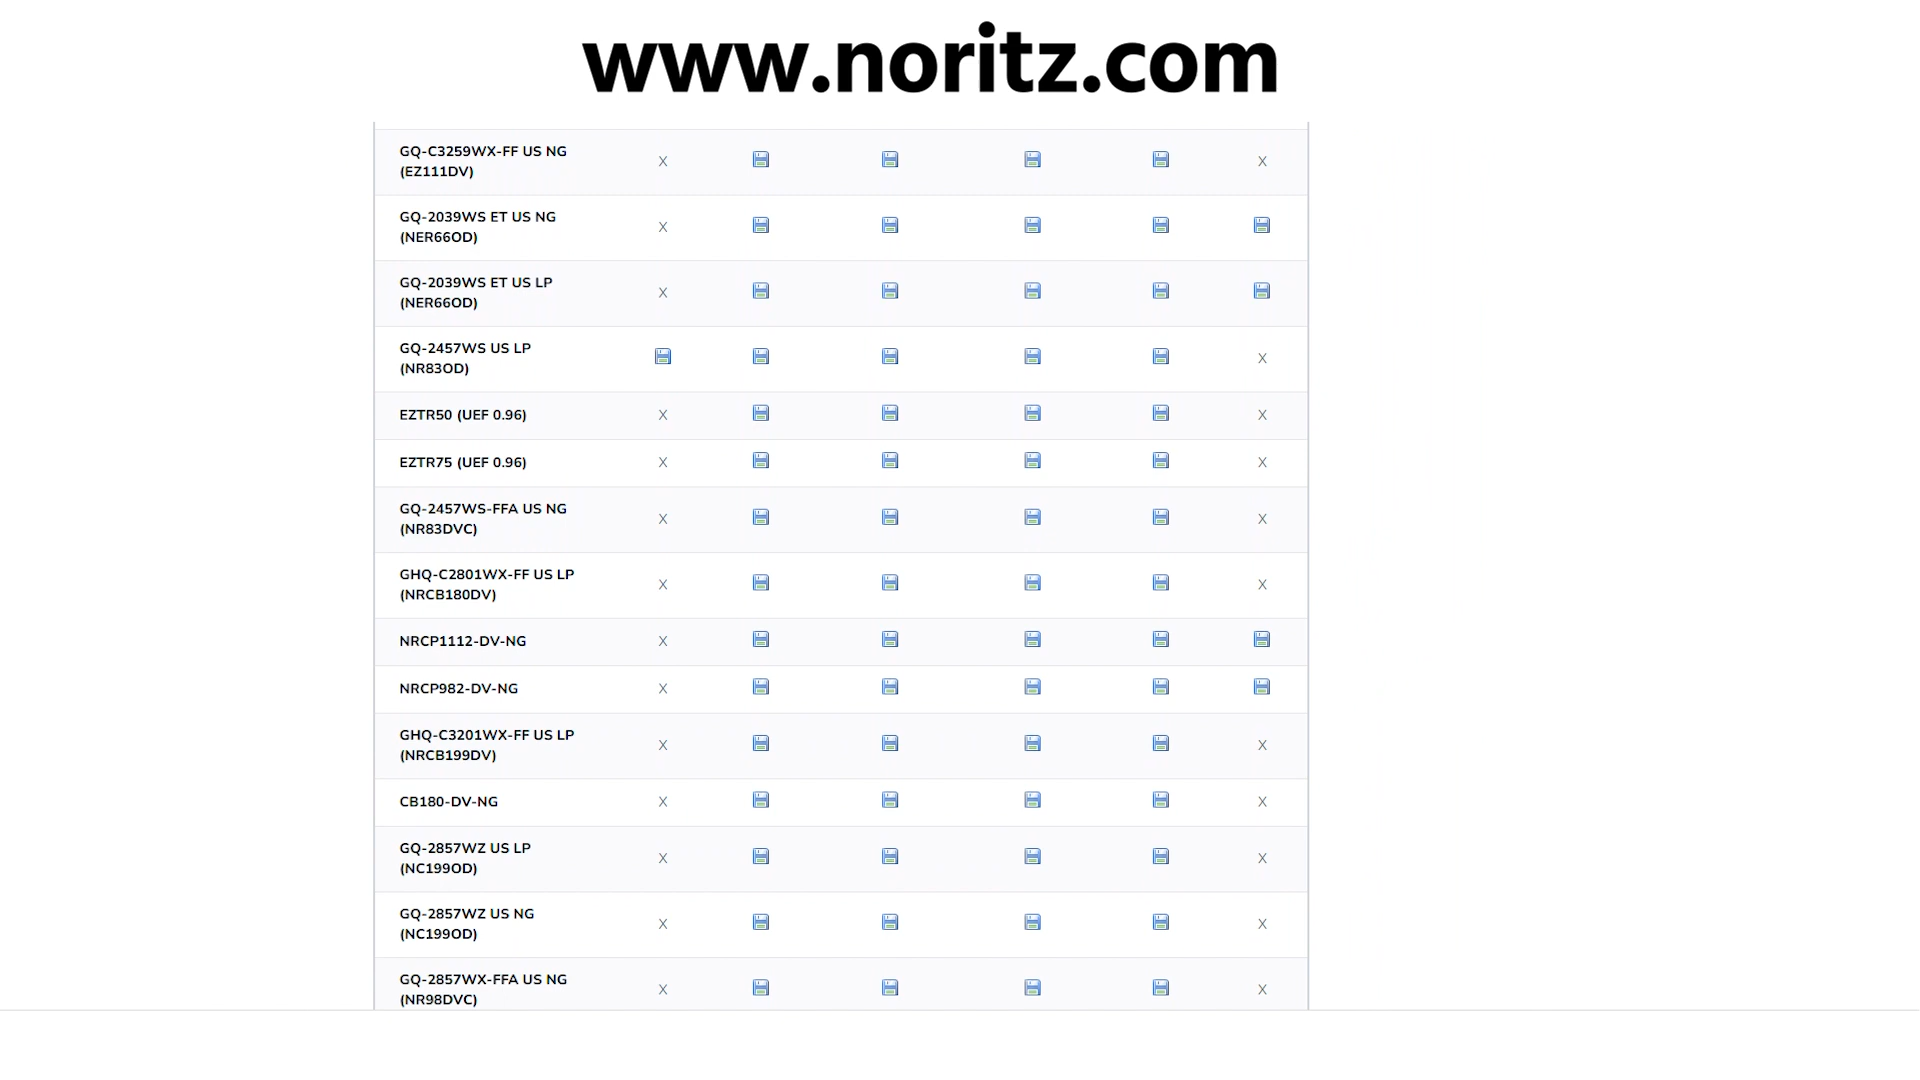 www.noritz.com
GQ-C3259WX-FF US NG
(EZ111DV)
X
X
GQ-2039WS ET US NG
(NER66OD)
X
GQ-2039WS ET US LP
(NER66OD)
X
GQ-2457WS US LP
(NR83OD)
X
EZTR50 (UEF 0.96)
X
X
EZTR75 (UEF 0.96)
X
X
GQ-2457WS-FFA US NG
(NR83DVC)
X
X
GHQ-C2801WX-FF US LP
(NRCB180DV)
X
X
NRCP1112-DV-NG
X
NRCP982-DV-NG
X
GHQ-C3201WX-FF US LP
(NRCB199DV)
X
X
CB180-DV-NG
X
X
GQ-2857WZ US LP
(NC199OD)
X
X
GQ-2857WZ US NG
(NC199OD)
X
X
GQ-2857WX-FFA US NG
(NR98DVC)
X
X